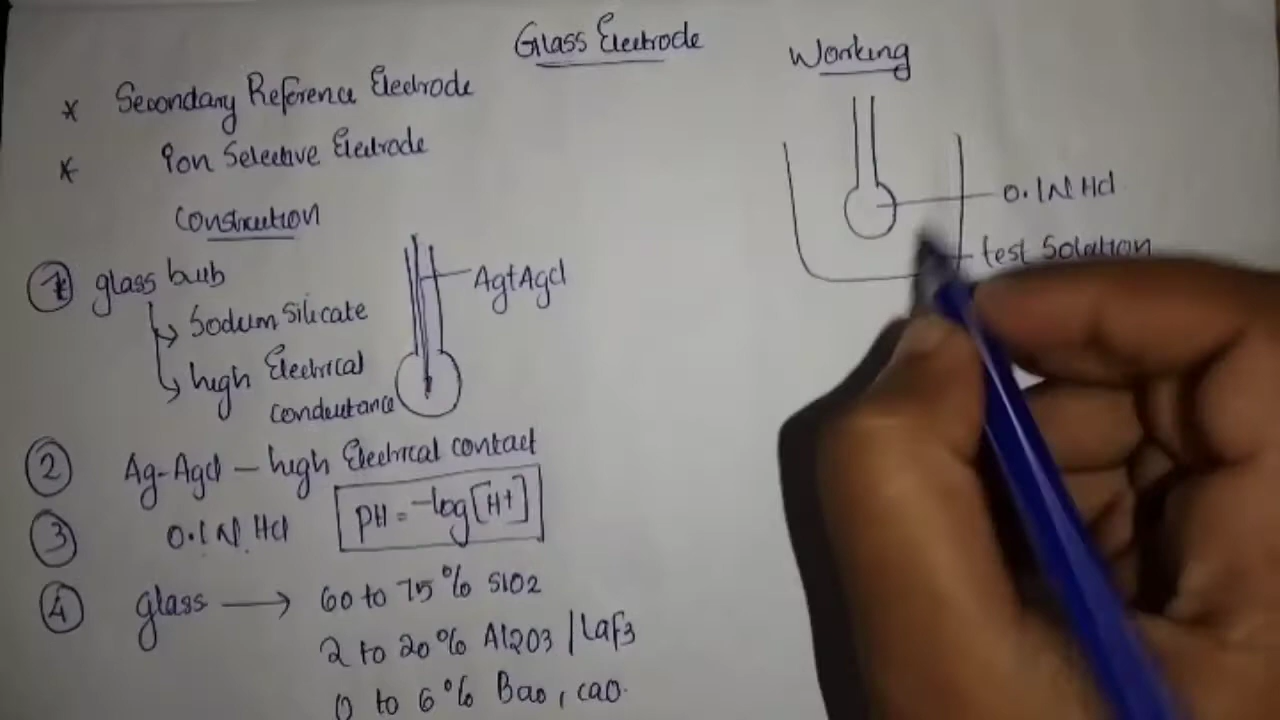 Glass Electrode
* Secondary Reference Electrode
* Ion Selective Electrode
Construction
1 glass bulb
→ Sodium Silicate
→ high Electrical
conductance
Ag+Agcl
2 Ag-Agcl - high Electrical contact
3 0.1 N Hcl
PH = -log[H+]
4 glass → 60 to 75% SiO2
2 to 20% Al2O3 / Laf3
0 to 6% Bao, cao.
Working
0.1N Hcl
test Solution